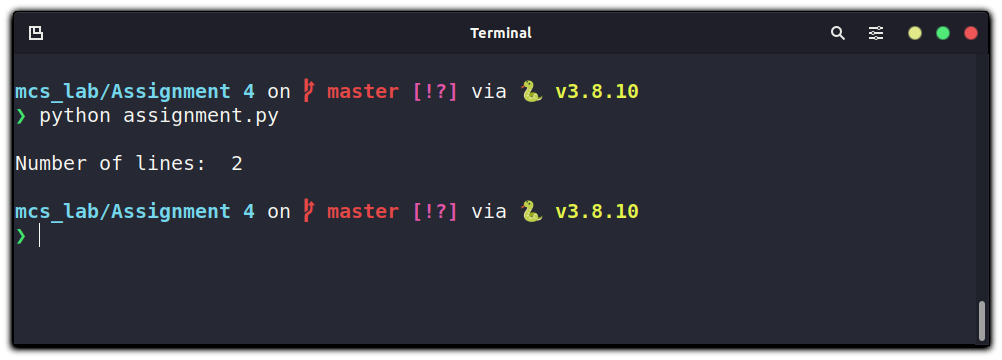 Terminal
mcs_lab/Assignment 4 on master [!?] via 🐍 v3.8.10
❯ python assignment.py
Number of lines:  2
mcs_lab/Assignment 4 on master [!?] via 🐍 v3.8.10
❯